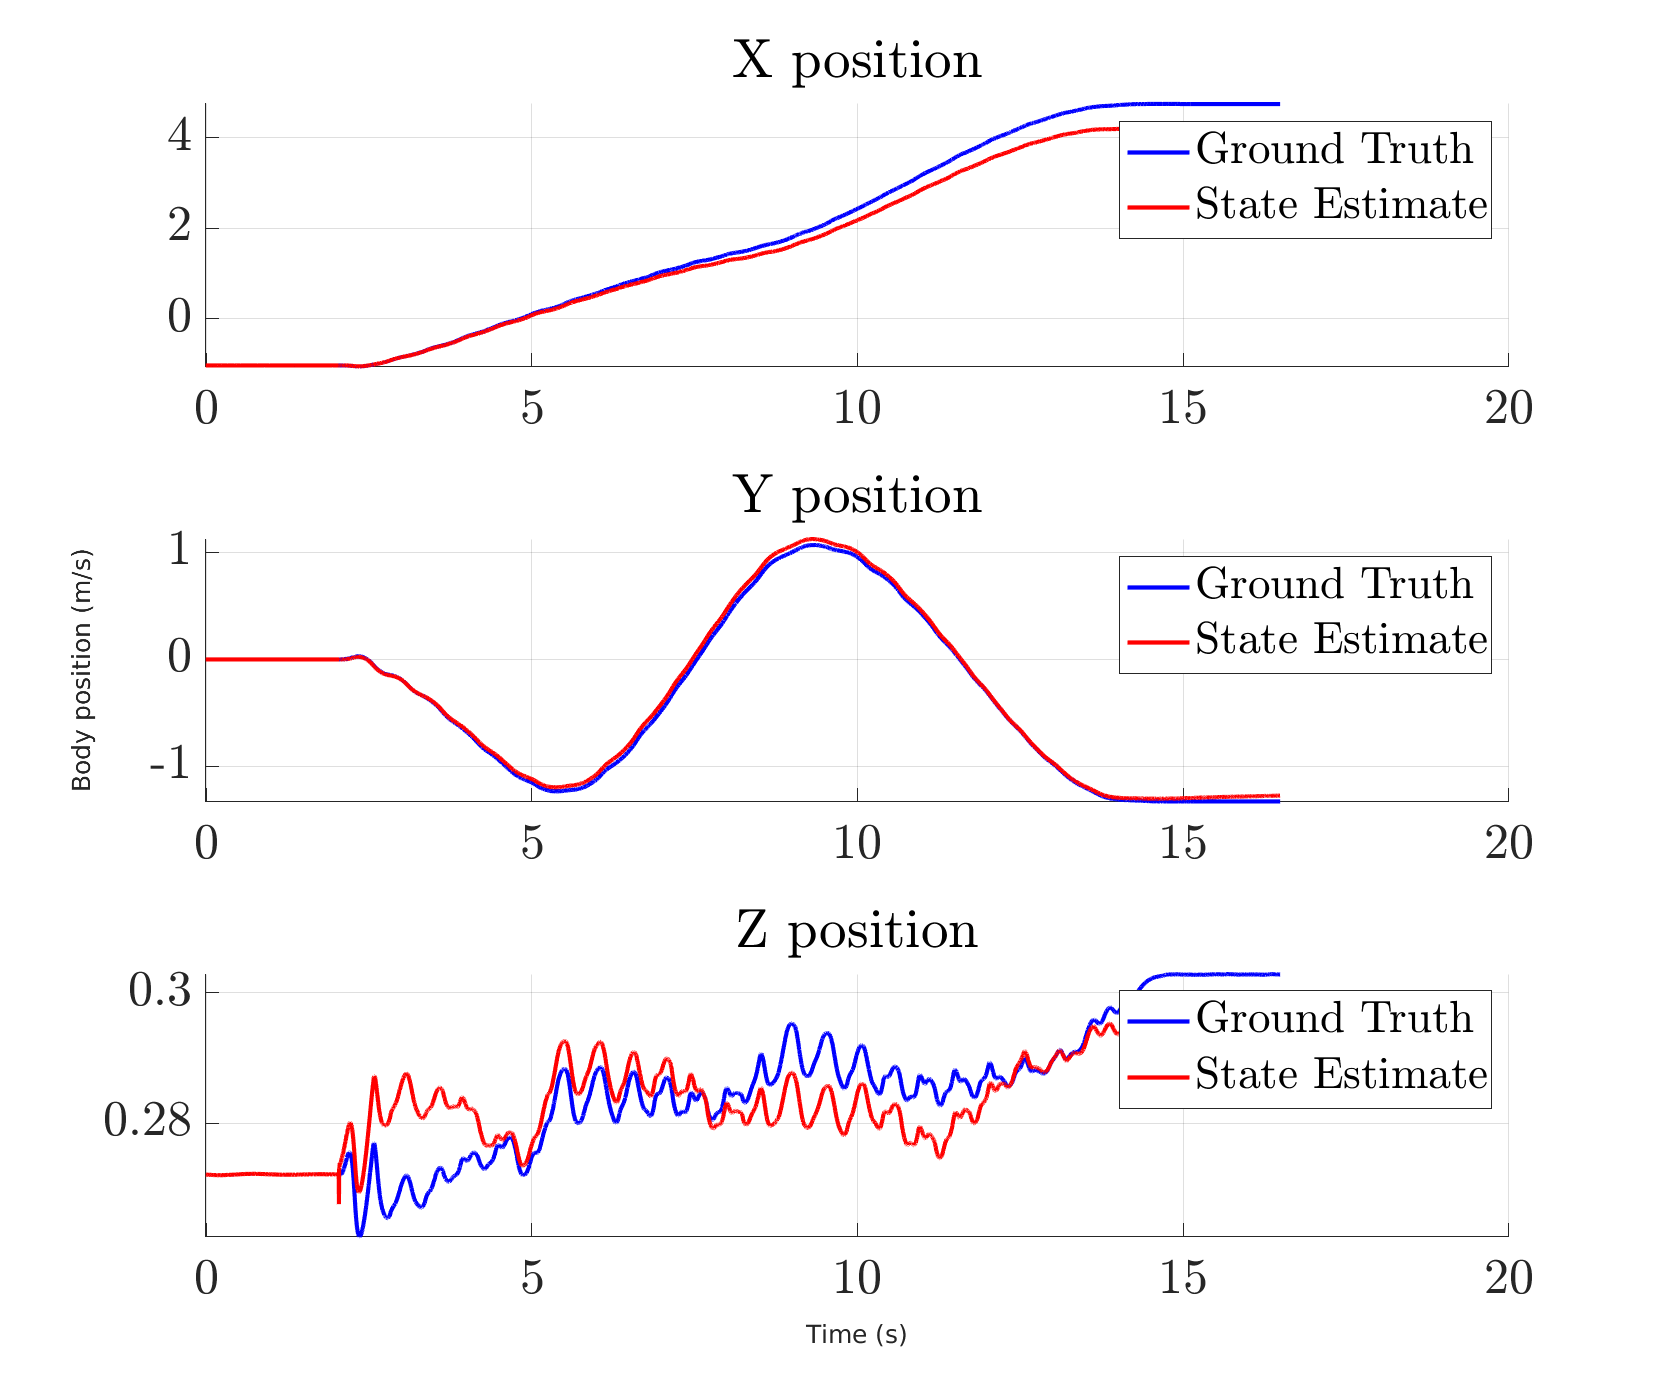 X position
4
2
0
Ground Truth
State Estimate
0 5 10 15 20
Y position
Body position (m/s)
1
0
-1
Ground Truth
State Estimate
0 5 10 15 20
Z position
0.3
0.28
Ground Truth
State Estimate
0 5 10 15 20
Time (s)